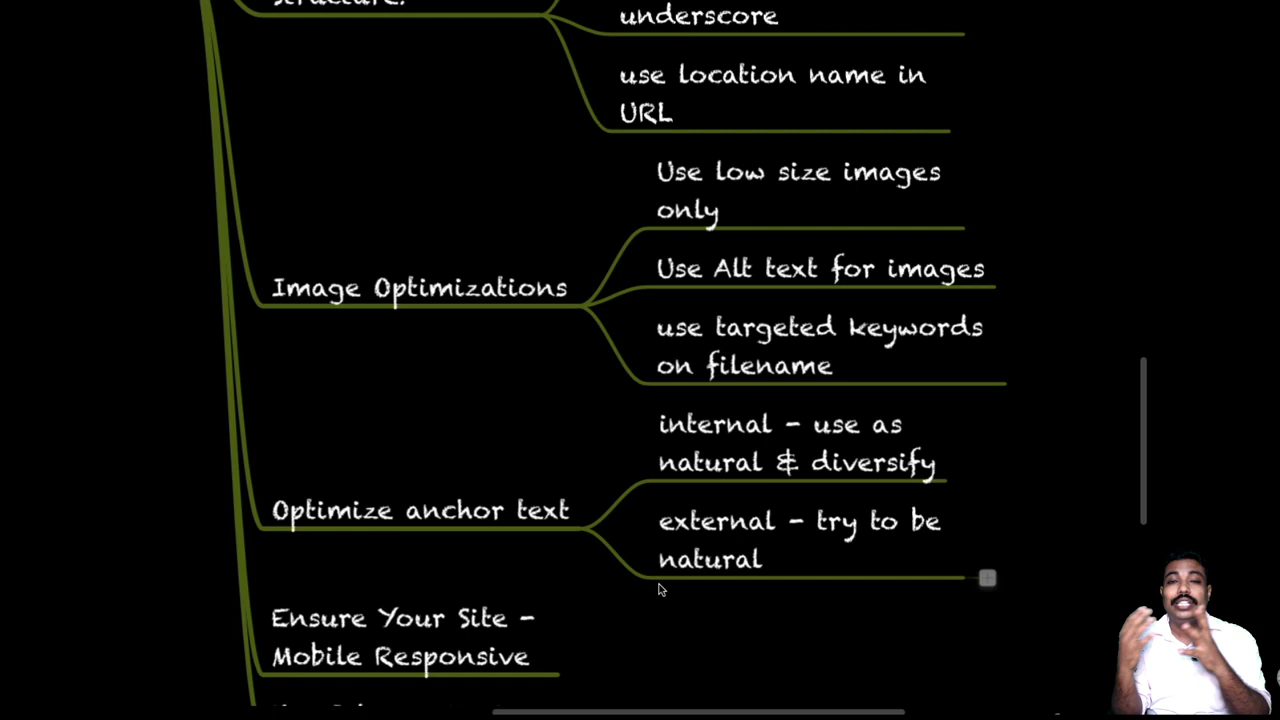 structure.
underscore
use location name in
URL
Use low size images
only
Image Optimizations
Use Alt text for images
use targeted keywords
on filename
Optimize anchor text
internal - use as
natural & diversify
external - try to be
natural
Ensure Your Site -
Mobile Responsive